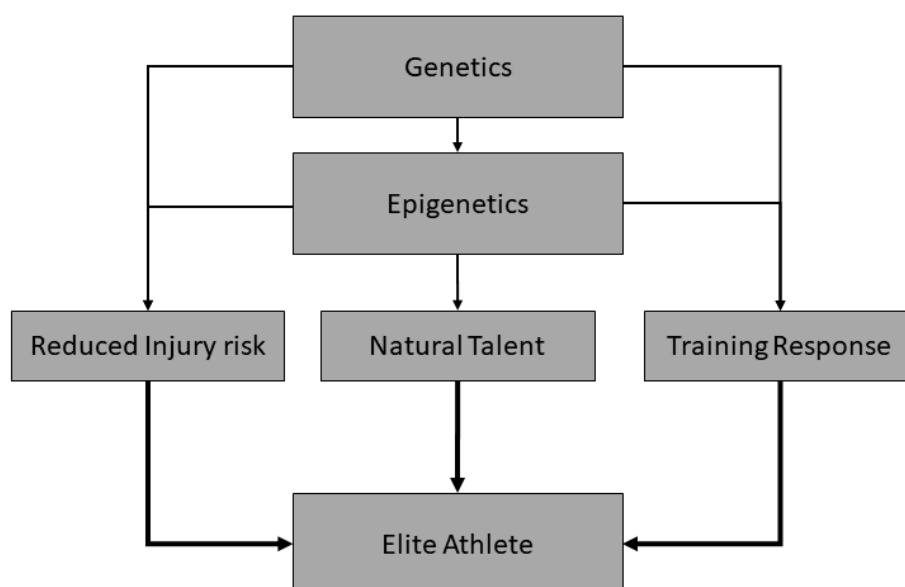 Genetics
Epigenetics
Reduced Injury risk
Natural Talent
Training Response
Elite Athlete